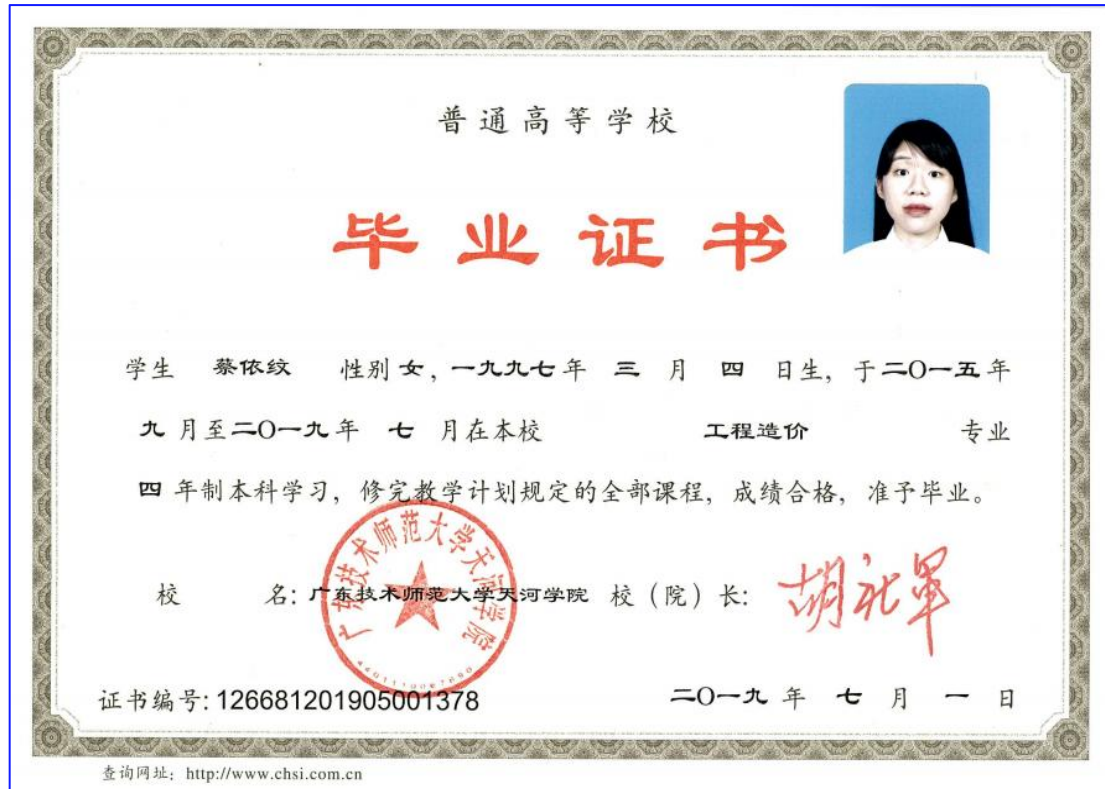 普通高等学校
毕业证书
学生 蔡依纹 性别 女，一九九七年 三 月 四 日生，于二〇一五年
九 月至二〇一九年 七 月在本校 工程造价 专业
四 年制本科学习，修完教学计划规定的全部课程，成绩合格，准予毕业。
广东技术师范大学天河学院
校 名：广东技术师范大学天河学院 校（院）长：胡社军
证书编号：126681201905001378 二〇一九 年 七 月 一 日
查询网址：http://www.chsi.com.cn